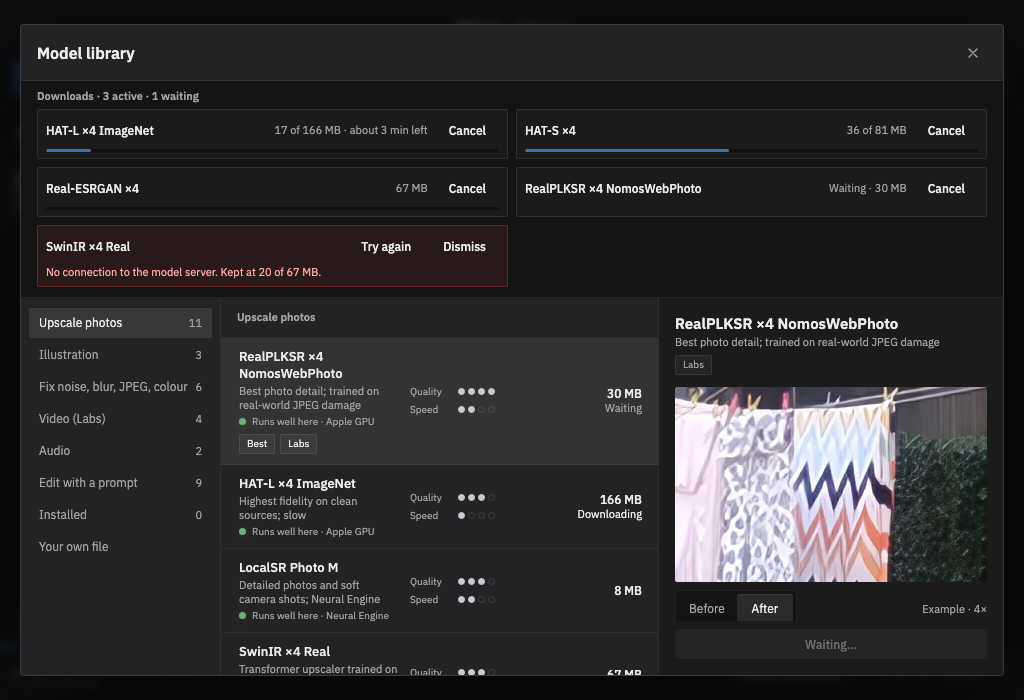 Model library
Downloads · 3 active · 1 waiting
HAT-L ×4 ImageNet
17 of 166 MB · about 3 min left
Cancel
HAT-S ×4
36 of 81 MB
Cancel
Real-ESRGAN ×4
67 MB
Cancel
RealPLKSR ×4 NomosWebPhoto
Waiting · 30 MB
Cancel
SwinIR ×4 Real
Try again
Dismiss
No connection to the model server. Kept at 20 of 67 MB.
Upscale photos 11
Illustration 3
Fix noise, blur, JPEG, colour 6
Video (Labs) 4
Audio 2
Edit with a prompt 9
Installed 0
Your own file
Upscale photos
RealPLKSR ×4
NomosWebPhoto
Best photo detail; trained on
real-world JPEG damage
Runs well here · Apple GPU
Best
Labs
Quality
Speed
30 MB
Waiting
HAT-L ×4 ImageNet
Highest fidelity on clean
sources; slow
Runs well here · Apple GPU
Quality
Speed
166 MB
Downloading
LocalSR Photo M
Detailed photos and soft
camera shots; Neural Engine
Runs well here · Neural Engine
Quality
Speed
8 MB
SwinIR ×4 Real
Transformer upscaler trained on
Quality
67 MB
RealPLKSR ×4 NomosWebPhoto
Best photo detail; trained on real-world JPEG damage
Labs
Before
After
Example · 4×
Waiting…